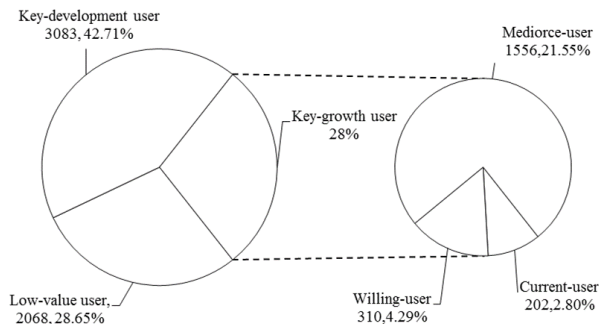 Key-development user
3083,42.71%
Mediorce-user
1556,21.55%
Key-growth user
28%
Low-value user,
2068,28.65%
Willing-user
310,4.29%
Current-user
202,2.80%